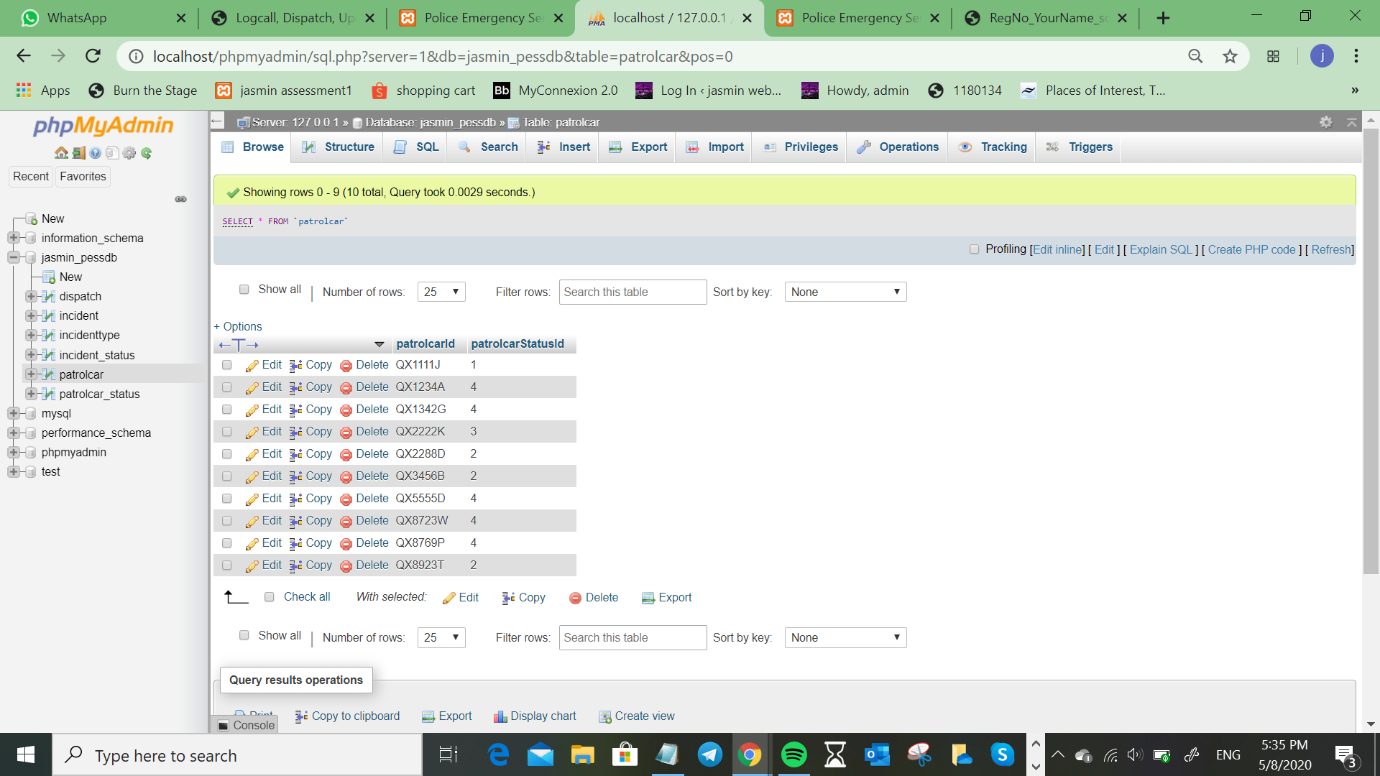 WhatsApp
Logcall, Dispatch, Up
Police Emergency Se
localhost / 127.0.0.1 /
Police Emergency Se
RegNo_YourName_s
localhost/phpmyadmin/sql.php?server=1&db=jasmin_pessdb&table=patrolcar&pos=0
j
Apps
Burn the Stage
jasmin assessment1
shopping cart
Bb
MyConnexion 2.0
Log In ‹ jasmin web...
Howdy, admin
1180134
Places of Interest, T...
»
phpMyAdmin
Recent Favorites
New
information_schema
jasmin_pessdb
New
dispatch
incident
incidenttype
incident_status
patrolcar
patrolcar_status
mysql
performance_schema
phpmyadmin
test
Server: 127.0.0.1 » Database: jasmin_pessdb » Table: patrolcar
Browse Structure SQL Search Insert Export Import Privileges Operations Tracking Triggers
Showing rows 0 - 9 (10 total, Query took 0.0029 seconds.)
SELECT * FROM `patrolcar`
Profiling [Edit inline] [ Edit ] [ Explain SQL ] [ Create PHP code ] [ Refresh]
Show all | Number of rows: 25 Filter rows: Search this table Sort by key: None
+ Options
patrolcarId patrolcarStatusId
Edit Copy Delete QX1111J 1
Edit Copy Delete QX1234A 4
Edit Copy Delete QX1342G 4
Edit Copy Delete QX2222K 3
Edit Copy Delete QX2288D 2
Edit Copy Delete QX3456B 2
Edit Copy Delete QX5555D 4
Edit Copy Delete QX8723W 4
Edit Copy Delete QX8769P 4
Edit Copy Delete QX8923T 2
Check all With selected: Edit Copy Delete Export
Show all | Number of rows: 25 Filter rows: Search this table Sort by key: None
Query results operations
Print Copy to clipboard Export Display chart Create view
Console
Type here to search
ENG
5:35 PM
5/8/2020
3